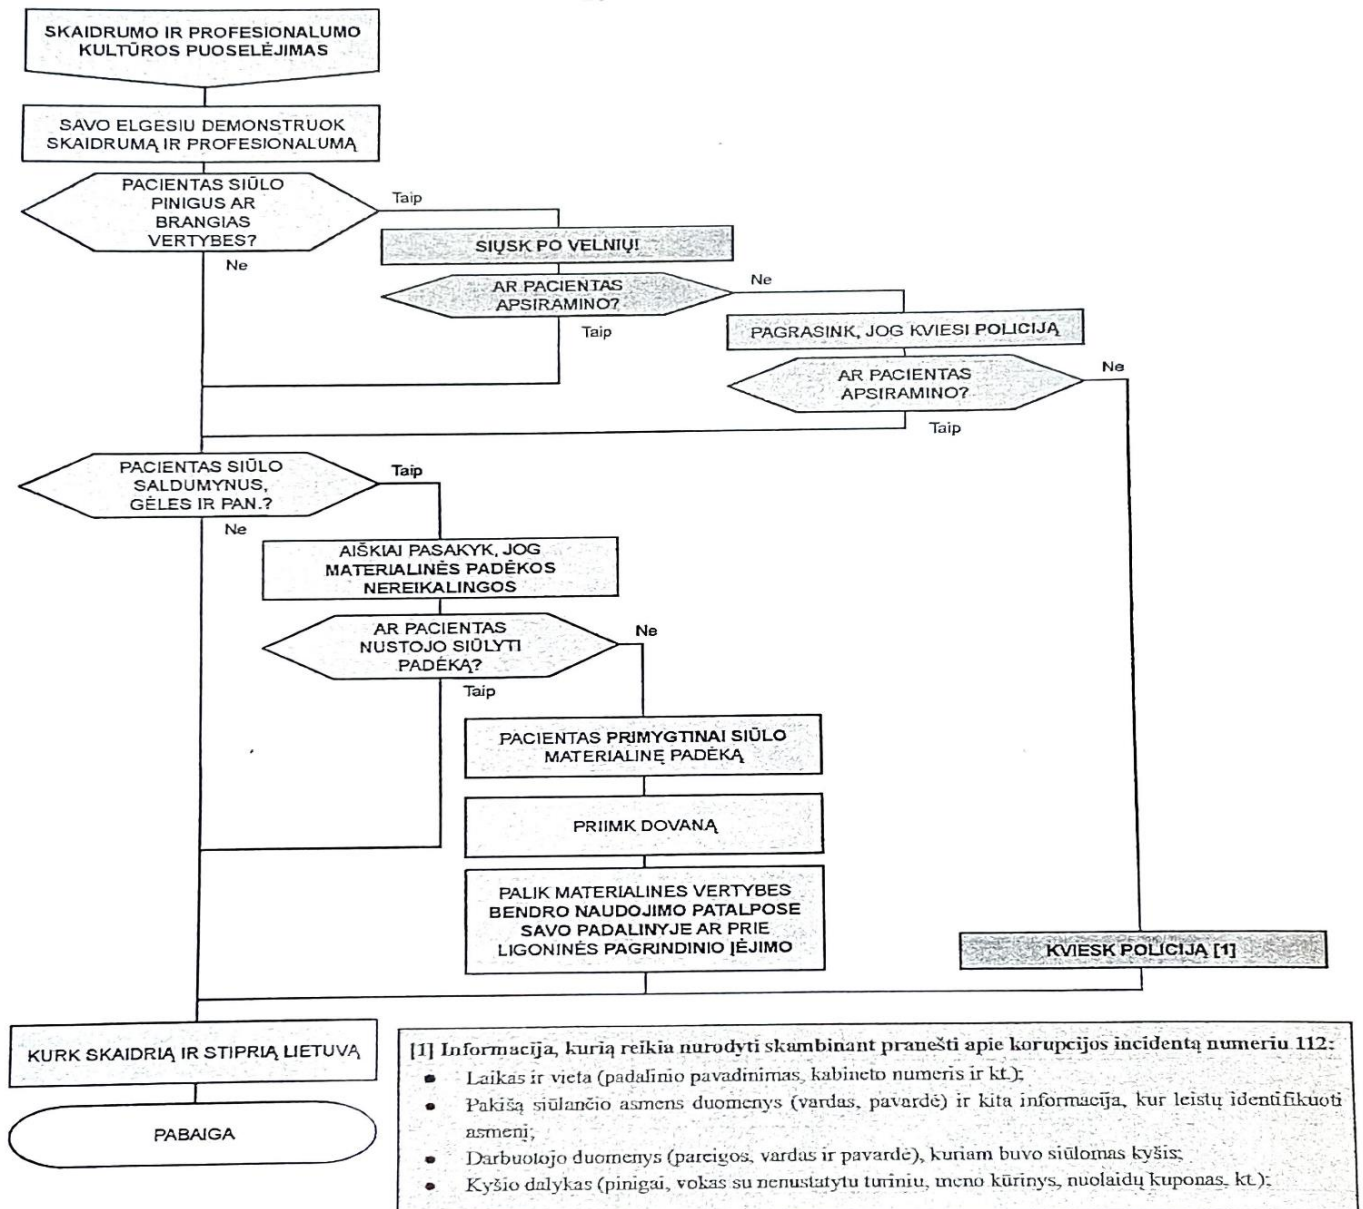 SKAIDRUMO IR PROFESIONALUMO
KULTŪROS PUOSELĖJIMAS
SAVO ELGESIU DEMONSTRUOK
SKAIDRUMĄ IR PROFESIONALUMĄ
PACIENTAS SIŪLO
PINIGUS AR
BRANGIAS
VERTYBES?
Taip
Ne
SIŲSK PO VELNIŲ!
AR PACIENTAS
APSIRAMINO?
Ne
Taip
PAGRASINK, JOG KVIESI POLICIJĄ
AR PACIENTAS
APSIRAMINO?
Ne
Taip
PACIENTAS SIŪLO
SALDUMYNUS,
GĖLES IR PAN.?
Taip
Ne
AIŠKIAI PASAKYK, JOG
MATERIALINĖS PADĖKOS
NEREIKALINGOS
AR PACIENTAS
NUSTOJO SIŪLYTI
PADĖKĄ?
Ne
Taip
PACIENTAS PRIMYGTINAI SIŪLO
MATERIALINĘ PADĖKĄ
PRIIMK DOVANĄ
PALIK MATERIALINES VERTYBES
BENDRO NAUDOJIMO PATALPOSE
SAVO PADALINYJE AR PRIE
LIGONINĖS PAGRINDINIO ĮĖJIMO
KVIESK POLICIJĄ [1]
KURK SKAIDRIĄ IR STIPRIĄ LIETUVĄ
PABAIGA
[1] Informacija, kurią reikia nurodyti skambinant pranešti apie korupcijos incidentą numeriu 112:
• Laikas ir vieta (padalinio pavadinimas, kabineto numeris ir kt.);
• Pakišą siūlančio asmens duomenys (vardas, pavardė) ir kita informacija, kur leistų identifikuoti
asmenį;
• Darbuotojo duomenys (pareigos, vardas ir pavardė), kuriam buvo siūlomas kyšis;
• Kyšio dalykas (pinigai, vokas su nenustatytu turiniu, meno kūrinys, nuolaidų kuponas, kt.);